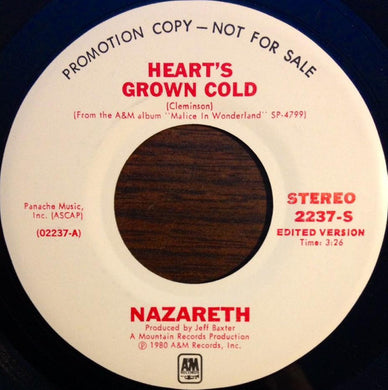 PROMOTION COPY — NOT FOR SALE
HEART'S
GROWN COLD
(Cleminson)
(From the A&M album "Malice In Wonderland" SP-4799)
Panache Music,
Inc. (ASCAP)
(02237-A)
STEREO
2237-S
EDITED VERSION
Time: 3:26
NAZARETH
Produced by Jeff Baxter
A Mountain Records Production
Ⓟ 1980 A&M Records, Inc.
A&M